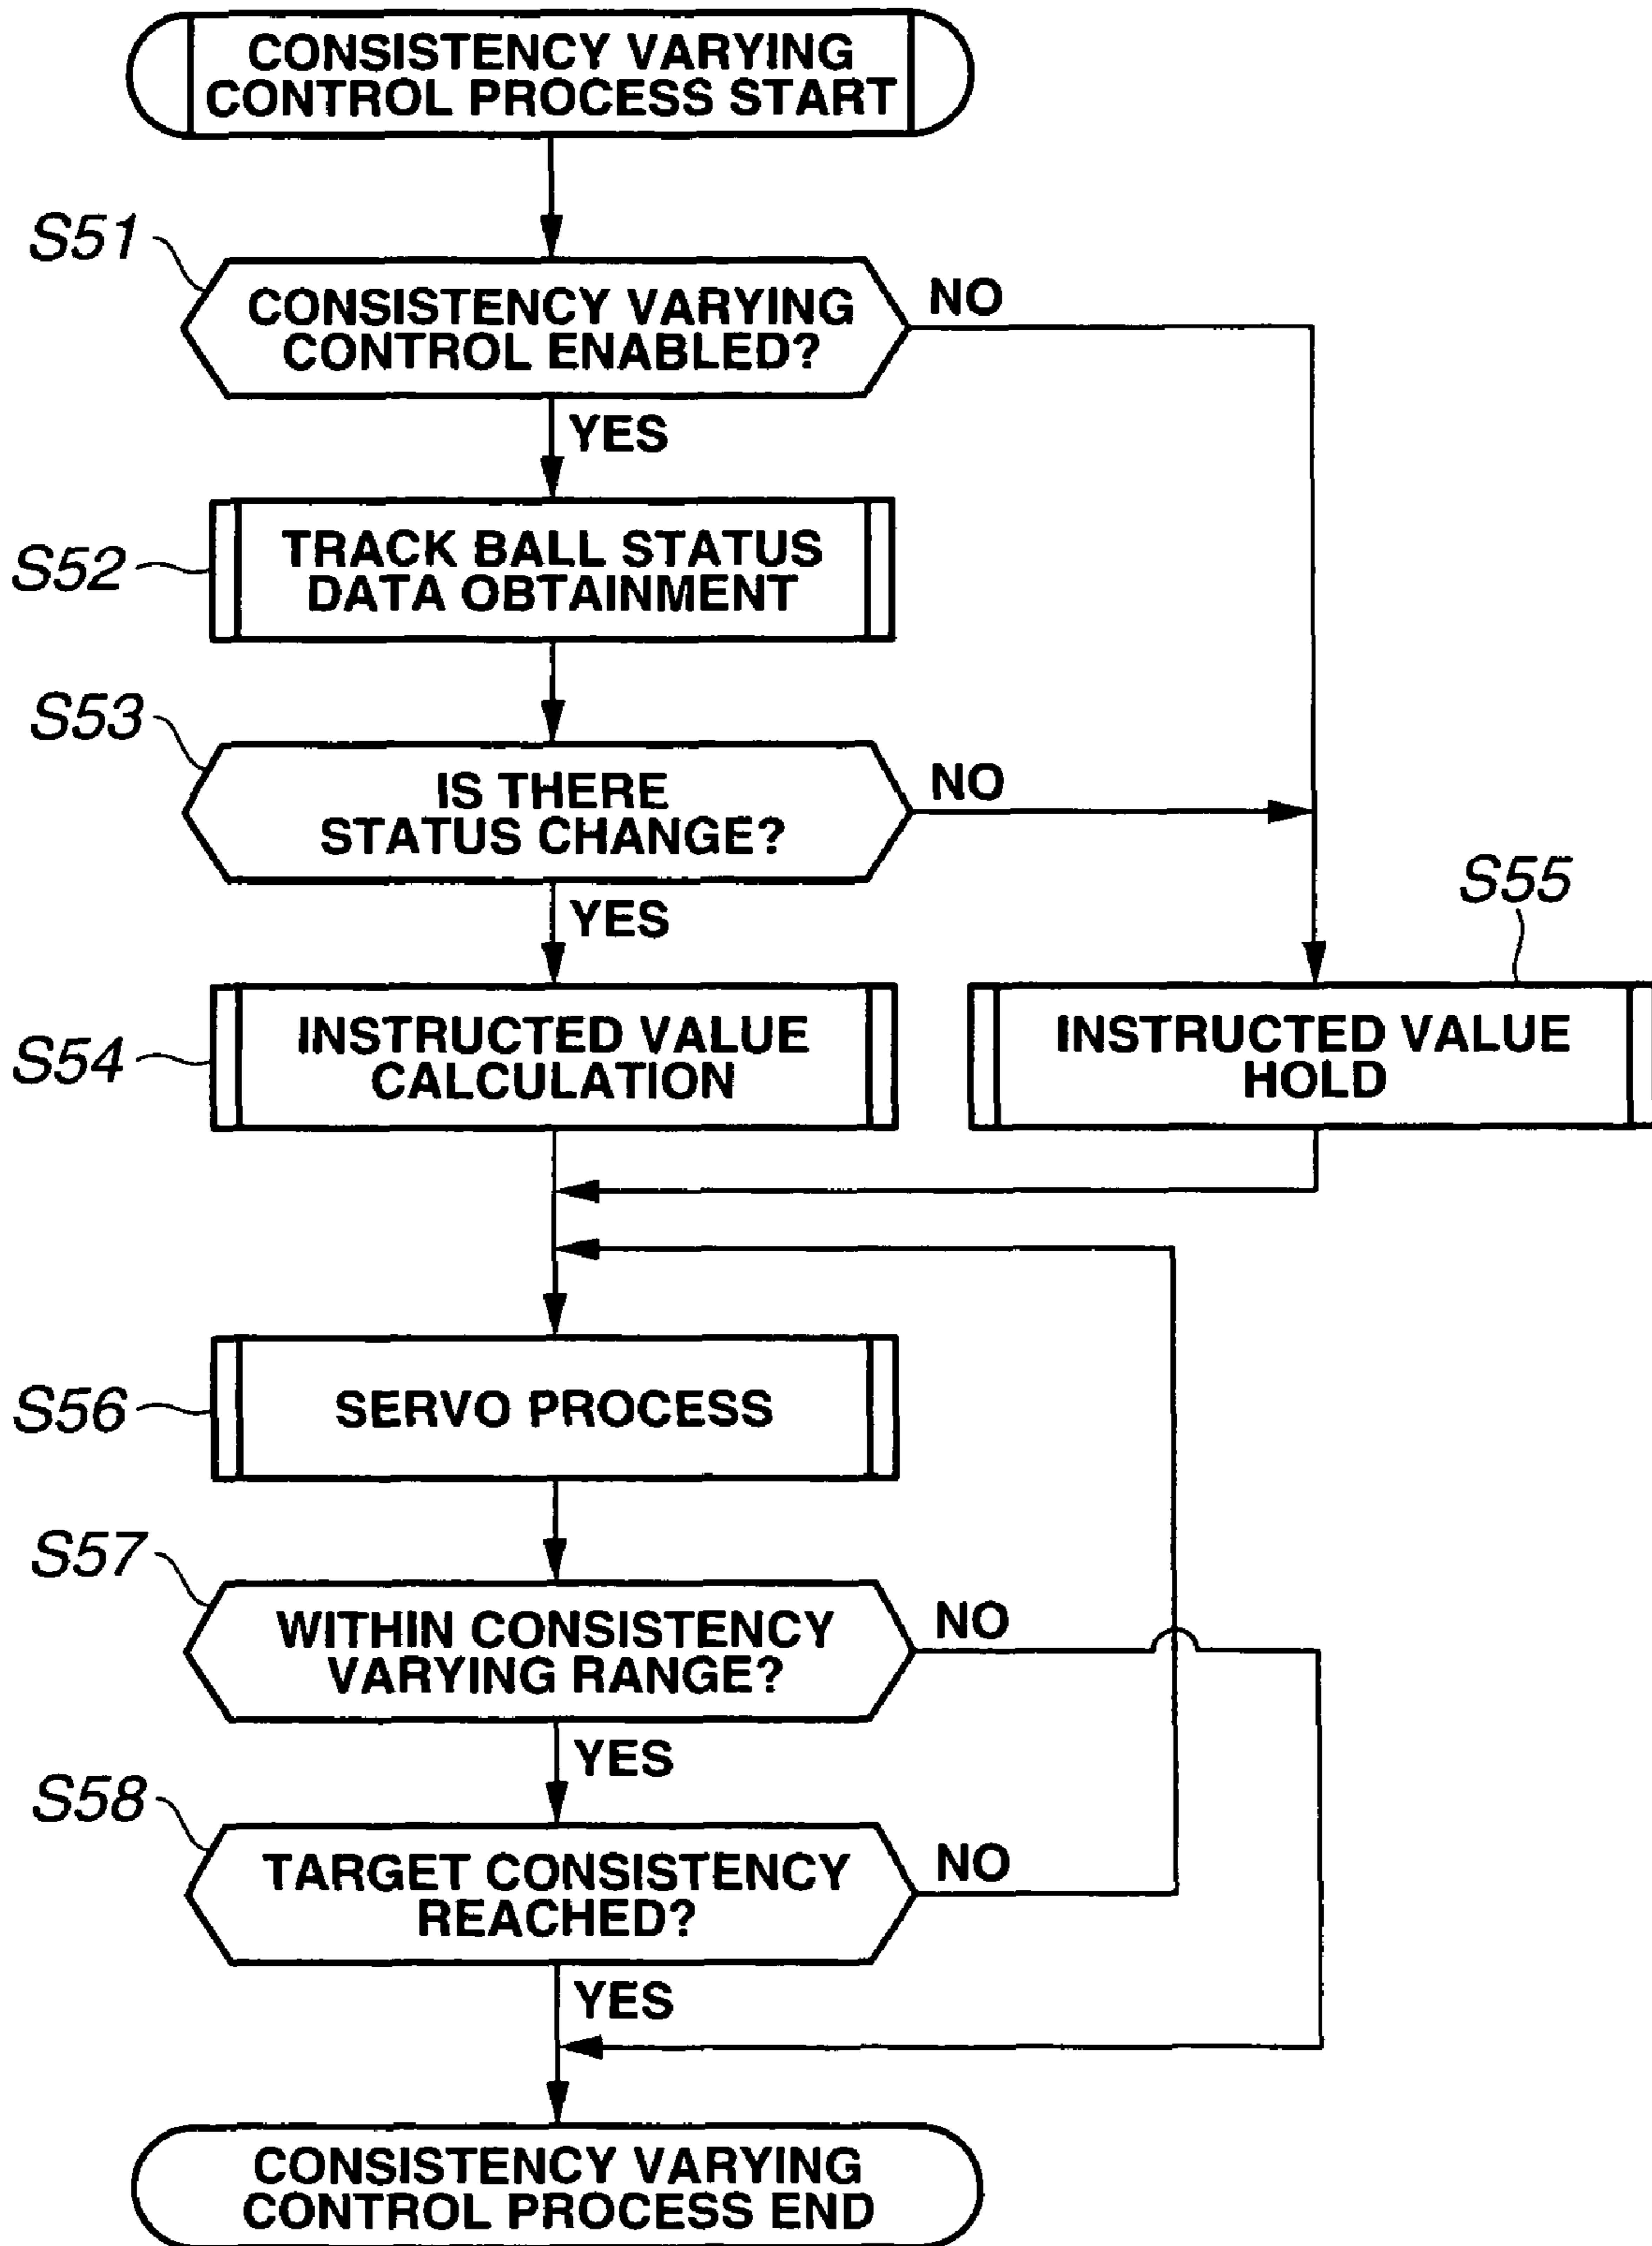 CONSISTENCY VARYING
CONTROL PROCESS START
S51
CONSISTENCY VARYING
CONTROL ENABLED?
NO
YES
S52
TRACK BALL STATUS
DATA OBTAINMENT
S53
IS THERE
STATUS CHANGE?
NO
YES
S54
INSTRUCTED VALUE
CALCULATION
S55
INSTRUCTED VALUE
HOLD
S56
SERVO PROCESS
S57
WITHIN CONSISTENCY
VARYING RANGE?
NO
YES
S58
TARGET CONSISTENCY
REACHED?
NO
YES
CONSISTENCY VARYING
CONTROL PROCESS END